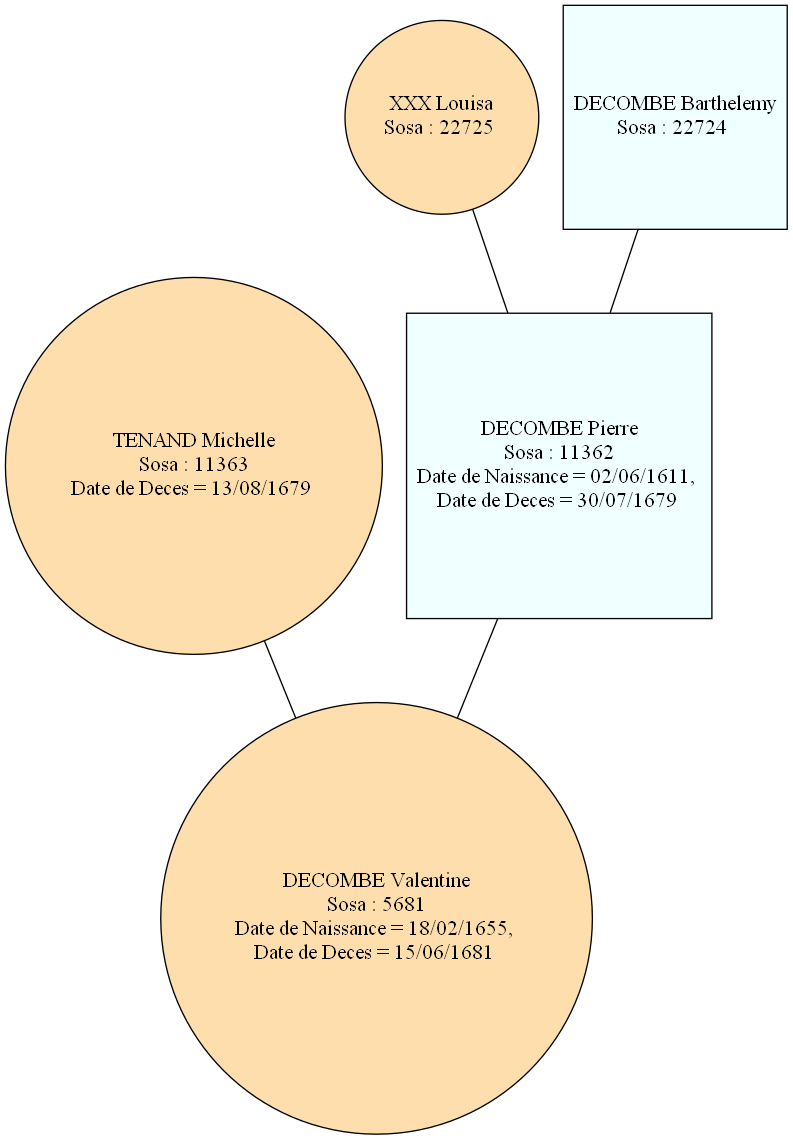 XXX Louisa
Sosa : 22725
DECOMBE Barthelemy
Sosa : 22724
TENAND Michelle
Sosa : 11363
Date de Deces = 13/08/1679
DECOMBE Pierre
Sosa : 11362
Date de Naissance = 02/06/1611,
Date de Deces = 30/07/1679
DECOMBE Valentine
Sosa : 5681
Date de Naissance = 18/02/1655,
Date de Deces = 15/06/1681